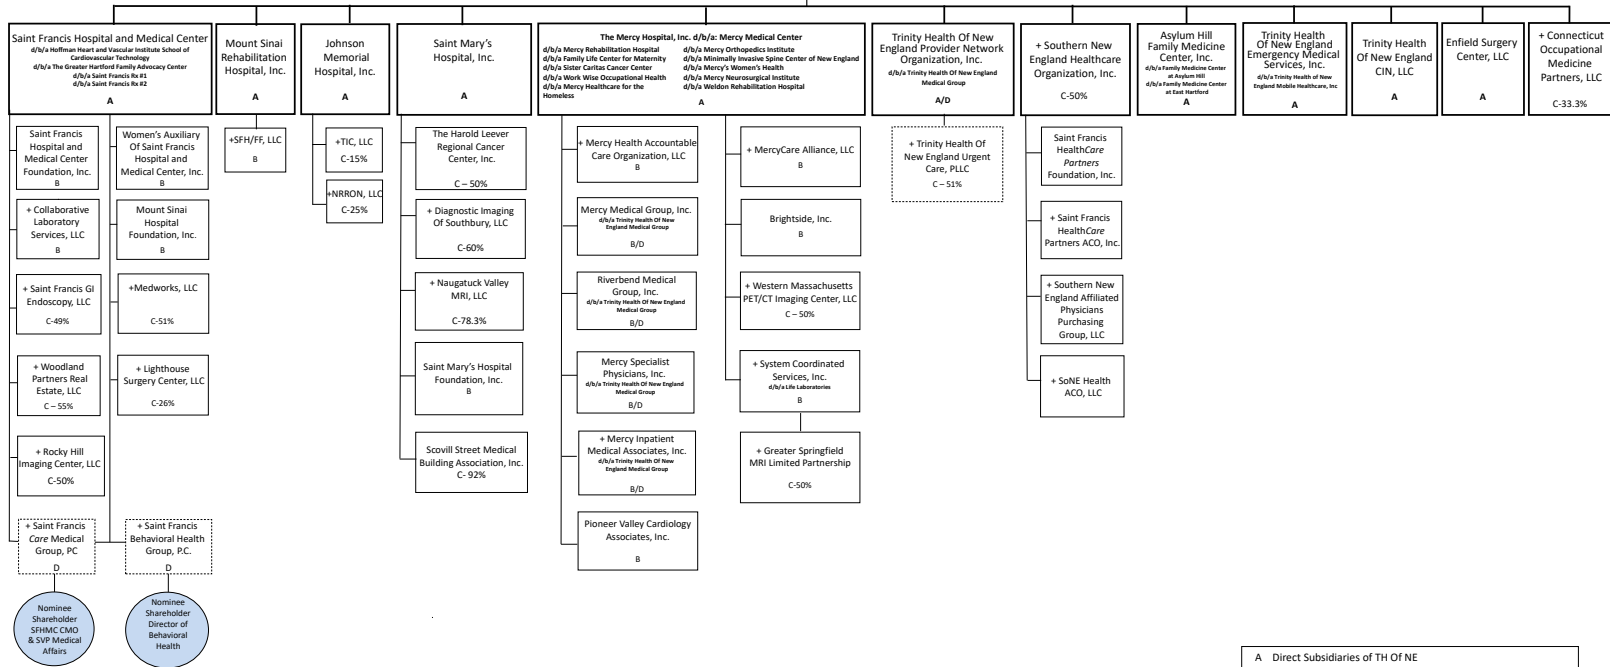 Saint Francis Hospital and Medical Center
d/b/a Hoffman Heart and Vascular Institute School of
Cardiovascular Technology
d/b/a The Greater Hartford Family Advocacy Center
d/b/a Saint Francis Rx #1
d/b/a Saint Francis Rx #2
A
Mount Sinai
Rehabilitation
Hospital, Inc.
A
Johnson
Memorial
Hospital, Inc.
A
Saint Mary's
Hospital, Inc.
A
The Mercy Hospital, Inc. d/b/a: Mercy Medical Center
d/b/a Mercy Rehabilitation Hospital
d/b/a Family Life Center for Maternity
d/b/a Sister Caritas Cancer Center
d/b/a Work Wise Occupational Health
d/b/a Mercy Healthcare for the
Homeless
d/b/a Mercy Orthopedics Institute
d/b/a Minimally Invasive Spine Center of New England
d/b/a Mercy's Women's Health
d/b/a Mercy Neurosurgical Institute
d/b/a Weldon Rehabilitation Hospital
A
Trinity Health Of New
England Provider Network
Organization, Inc.
d/b/a Trinity Health Of New England
Medical Group
A/D
+ Southern New
England Healthcare
Organization, Inc.
C-50%
Asylum Hill
Family Medicine
Center, Inc.
d/b/a Family Medicine Center
at Asylum Hill
d/b/a Family Medicine Center
at East Hartford
A
Trinity Health
Of New England
Emergency Medical
Services, Inc.
d/b/a Trinity Health of New
England Mobile Healthcare, Inc
A
Trinity Health
Of New England
CIN, LLC
A
Enfield Surgery
Center, LLC
A
+ Connecticut
Occupational
Medicine
Partners, LLC
C-33.3%
Saint Francis
Hospital and
Medical Center
Foundation, Inc.
B
Women's Auxiliary
Of Saint Francis
Hospital and
Medical Center, Inc.
B
+ Collaborative
Laboratory
Services, LLC
B
Mount Sinai
Hospital
Foundation, Inc.
B
+ Saint Francis GI
Endoscopy, LLC
C-49%
+Medworks, LLC
C-51%
+ Woodland
Partners Real
Estate, LLC
C – 55%
+ Lighthouse
Surgery Center, LLC
C-26%
+ Rocky Hill
Imaging Center, LLC
C-50%
+ Saint Francis
Care Medical
Group, PC
D
+ Saint Francis
Behavioral Health
Group, P.C.
D
Nominee
Shareholder
SFHMC CMO
& SVP Medical
Affairs
Nominee
Shareholder
Director of
Behavioral
Health
+SFH/FF, LLC
B
+TIC, LLC
C-15%
+NRRON, LLC
C-25%
The Harold Leever
Regional Cancer
Center, Inc.
C – 50%
+ Diagnostic Imaging
Of Southbury, LLC
C-60%
+ Naugatuck Valley
MRI, LLC
C-78.3%
Saint Mary's Hospital
Foundation, Inc.
B
Scovill Street Medical
Building Association, Inc.
C- 92%
+ Mercy Health Accountable
Care Organization, LLC
B
Mercy Medical Group, Inc.
d/b/a Trinity Health Of New
England Medical Group
B/D
Riverbend Medical
Group, Inc.
d/b/a Trinity Health Of New England
Medical Group
B/D
Mercy Specialist
Physicians, Inc.
d/b/a Trinity Health Of New England
Medical Group
B/D
+ Mercy Inpatient
Medical Associates, Inc.
d/b/a Trinity Health Of New
England Medical Group
B/D
Pioneer Valley Cardiology
Associates, Inc.
B
+ MercyCare Alliance, LLC
B
Brightside, Inc.
B
+ Western Massachusetts
PET/CT Imaging Center, LLC
C – 50%
+ System Coordinated
Services, Inc.
d/b/a Life Laboratories
B
+ Greater Springfield
MRI Limited Partnership
C-50%
+ Trinity Health Of
New England Urgent
Care, PLLC
C – 51%
Saint Francis
HealthCare
Partners
Foundation, Inc.
+ Saint Francis
HealthCare
Partners ACO, Inc.
+ Southern New
England Affiliated
Physicians
Purchasing
Group, LLC
+ SoNE Health
ACO, LLC
A Direct Subsidiaries of TH Of NE